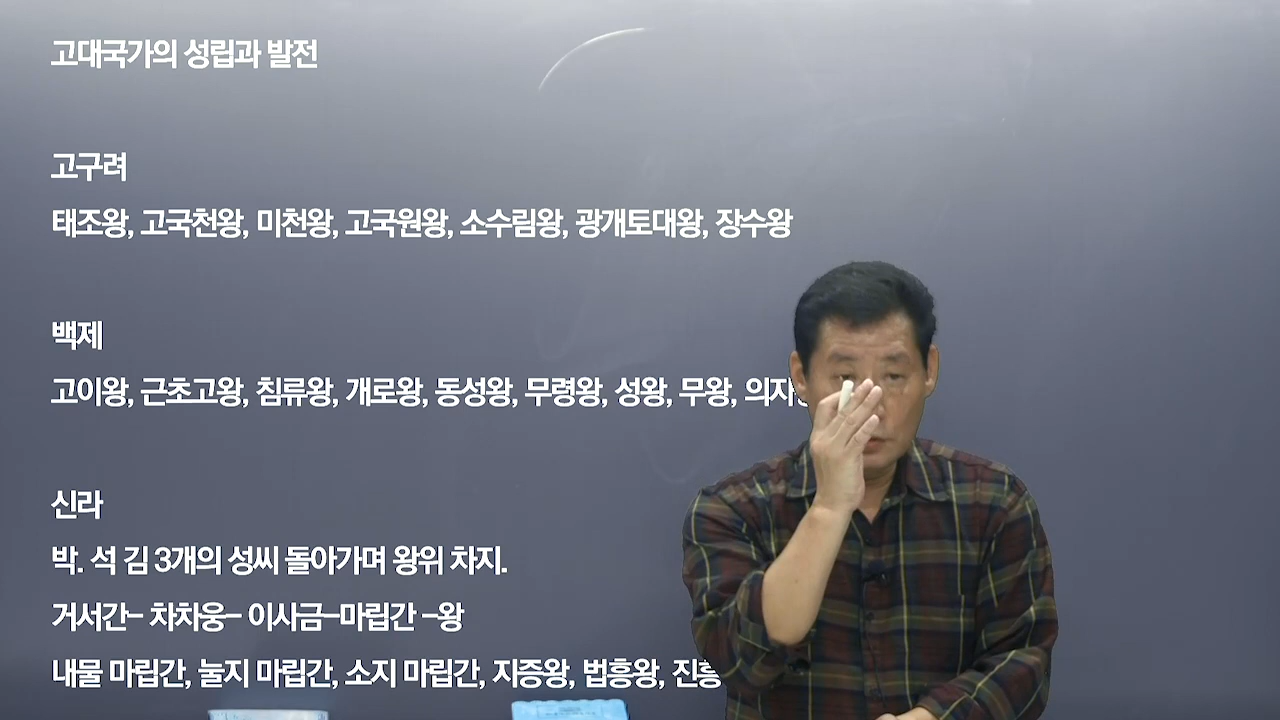 고대국가의 성립과 발전
고구려
태조왕, 고국천왕, 미천왕, 고국원왕, 소수림왕, 광개토대왕, 장수왕
백제
고이왕, 근초고왕, 침류왕, 개로왕, 동성왕, 무령왕, 성왕, 무왕, 의자
신라
박. 석 김 3개의 성씨 돌아가며 왕위 차지.
거서간- 차차웅- 이사금-마립간 -왕
내물 마립간, 눌지 마립간, 소지 마립간, 지증왕, 법흥왕, 진흥